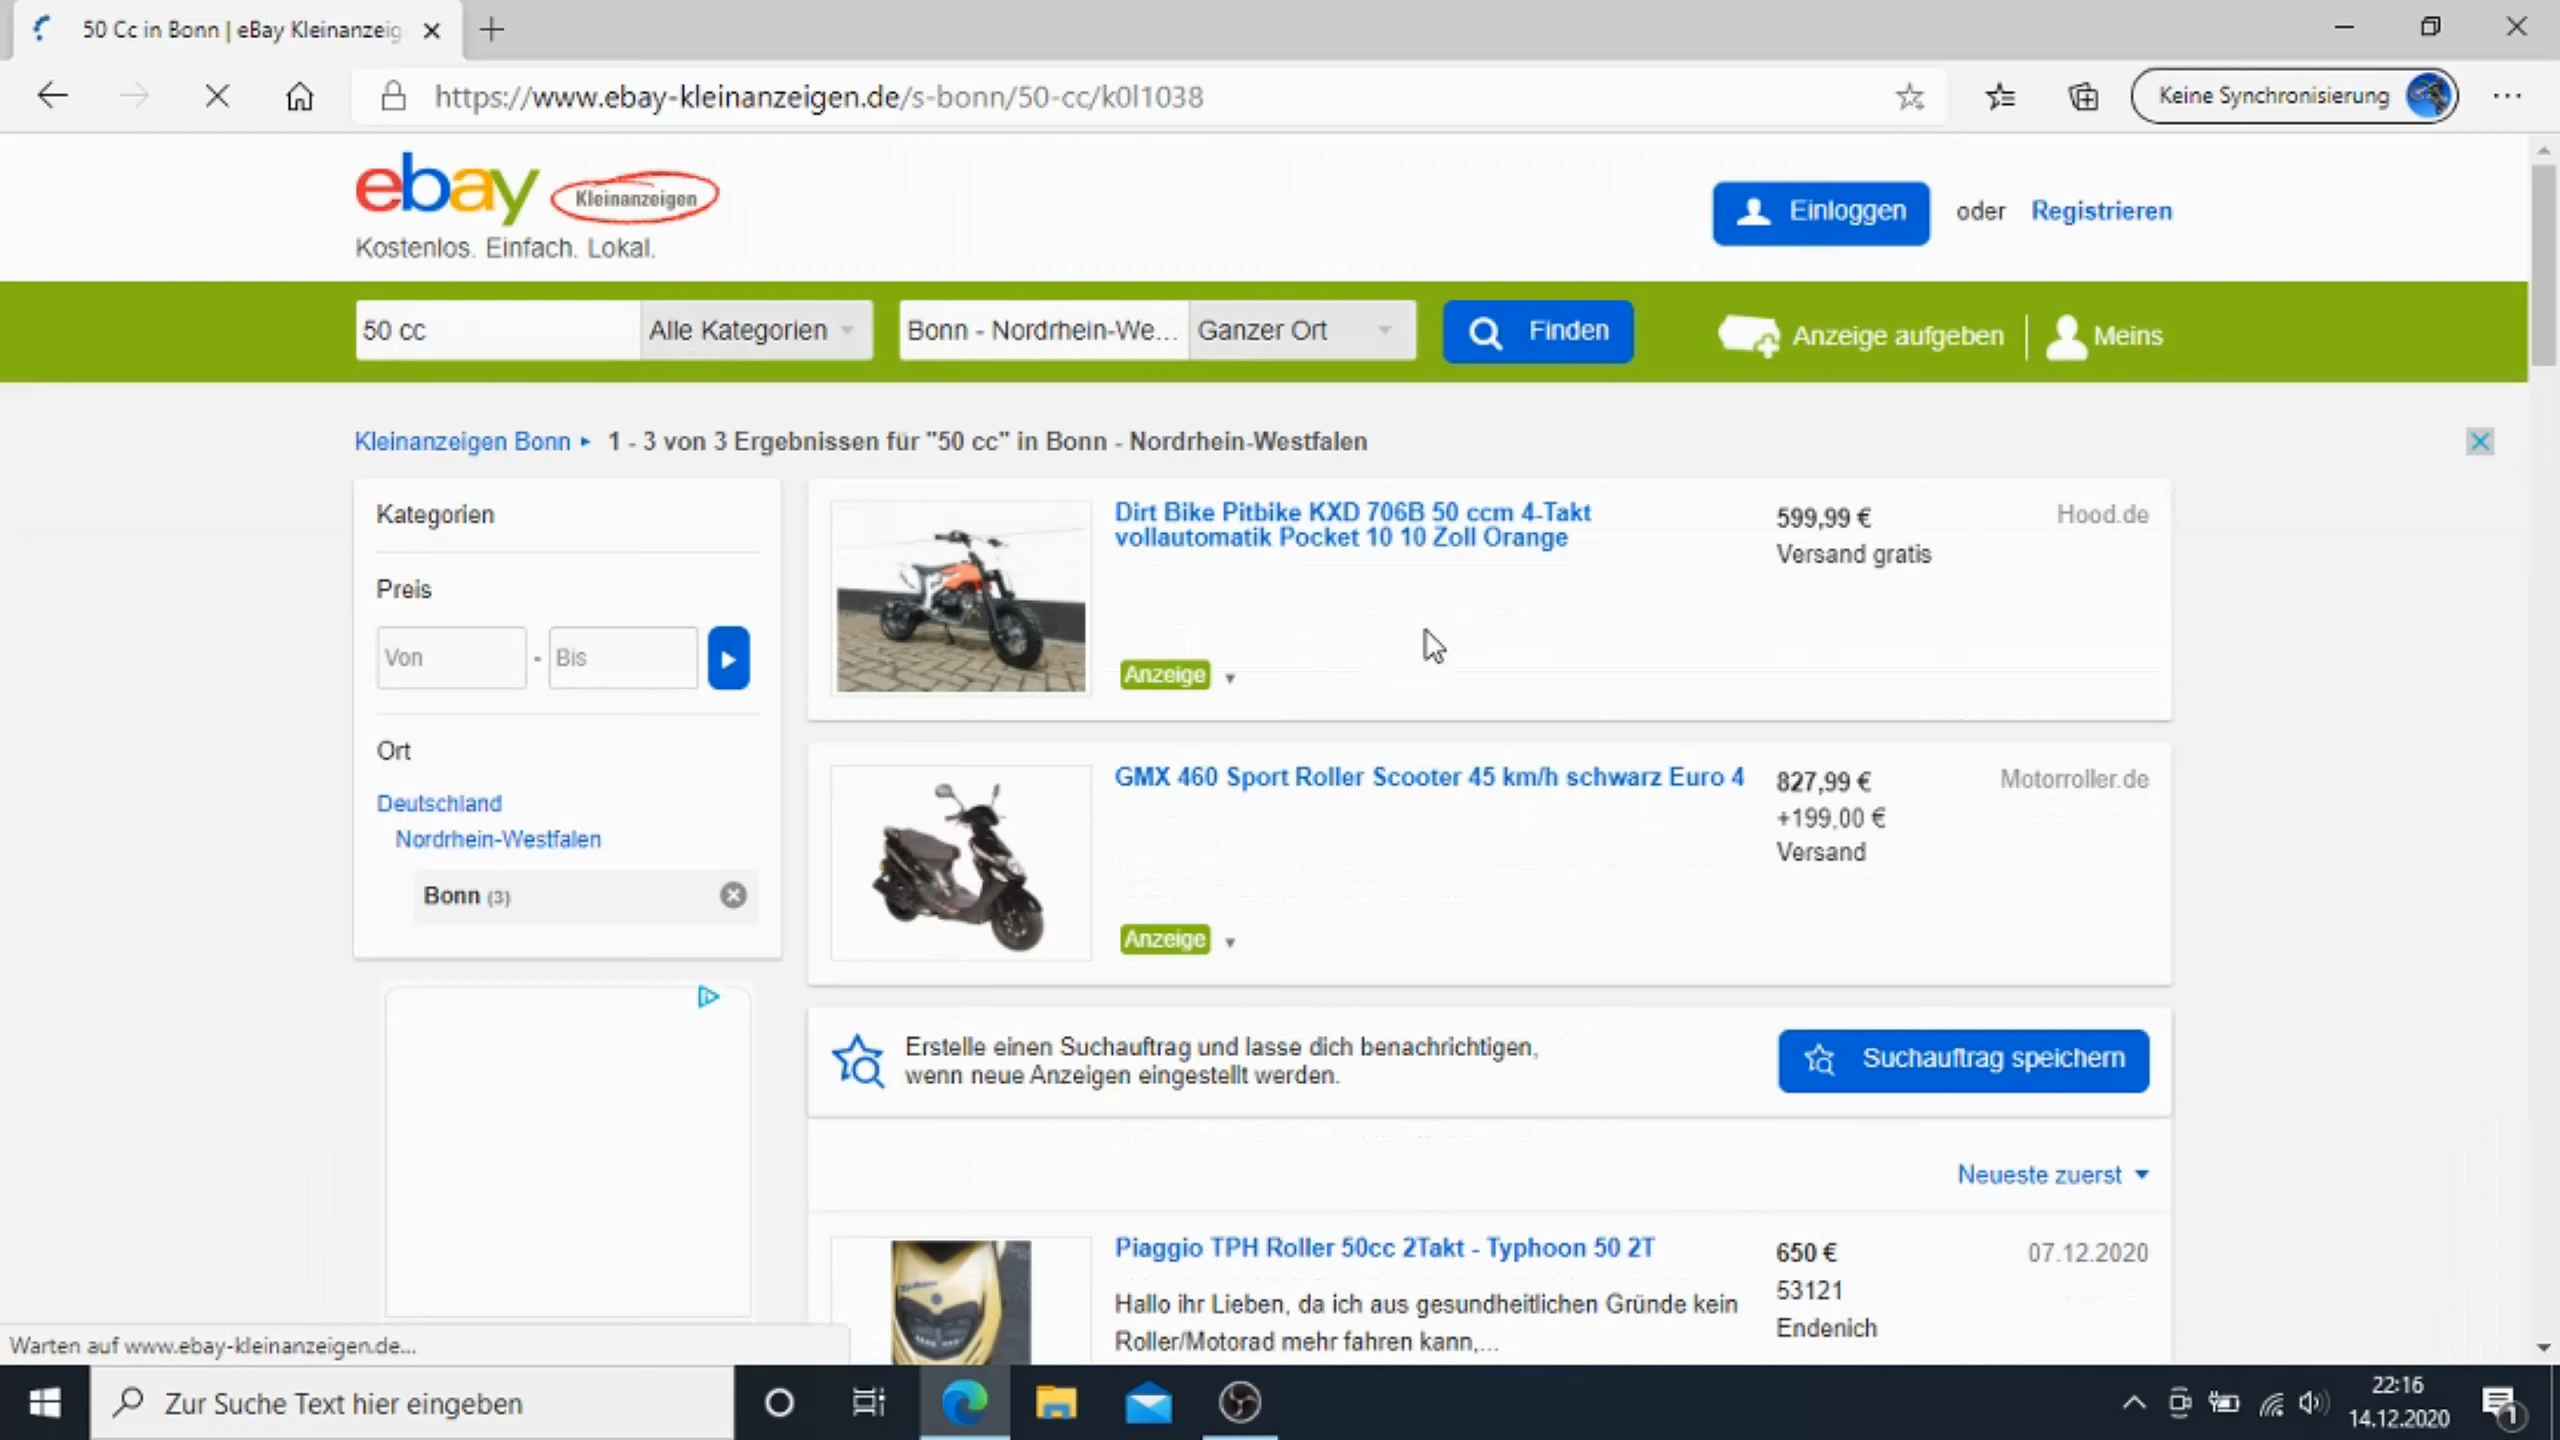 50 Cc in Bonn | eBay Kleinanzeig
https://www.ebay-kleinanzeigen.de/s-bonn/50-cc/k0l1038
Keine Synchronisierung
ebay Kleinanzeigen
Kostenlos. Einfach. Lokal.
Einloggen oder Registrieren
50 cc Alle Kategorien Bonn - Nordrhein-We... Ganzer Ort Finden Anzeige aufgeben Meins
Kleinanzeigen Bonn 1 - 3 von 3 Ergebnissen für "50 cc" in Bonn - Nordrhein-Westfalen
Kategorien
Preis
Von - Bis
Ort
Deutschland
Nordrhein-Westfalen
Bonn (3)
Dirt Bike Pitbike KXD 706B 50 ccm 4-Takt
vollautomatik Pocket 10 10 Zoll Orange
599,99 €
Versand gratis
Hood.de
Anzeige
GMX 460 Sport Roller Scooter 45 km/h schwarz Euro 4
827,99 €
+199,00 €
Versand
Motorroller.de
Anzeige
Erstelle einen Suchauftrag und lasse dich benachrichtigen,
wenn neue Anzeigen eingestellt werden.
Suchauftrag speichern
Neueste zuerst
Piaggio TPH Roller 50cc 2Takt - Typhoon 50 2T
Hallo ihr Lieben, da ich aus gesundheitlichen Gründe kein
Roller/Motorad mehr fahren kann,...
650 €
53121
Endenich
07.12.2020
Warten auf www.ebay-kleinanzeigen.de...
Zur Suche Text hier eingeben
22:16
14.12.2020
1